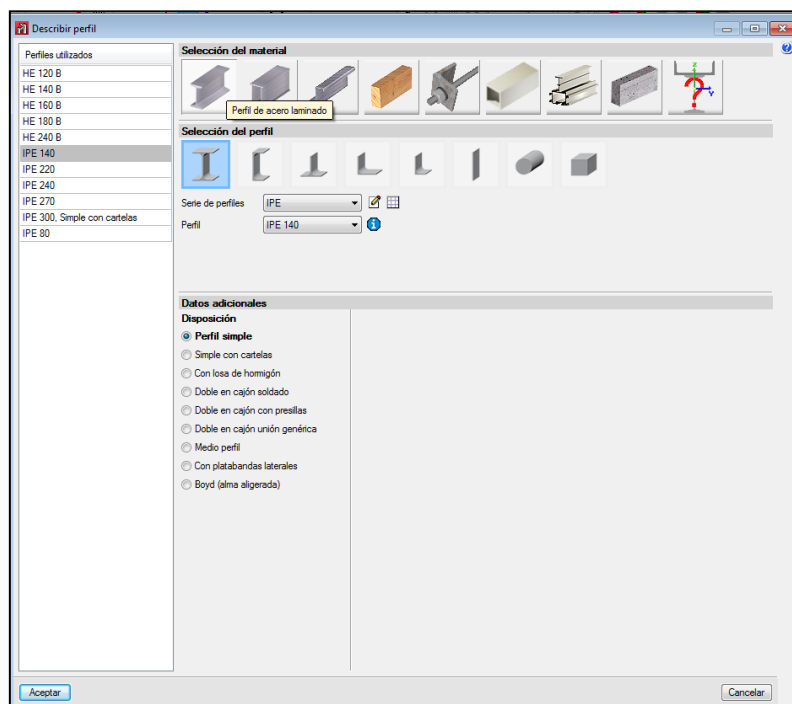 Describir perfil
Perfiles utilizados
HE 120 B
HE 140 B
HE 160 B
HE 180 B
HE 240 B
IPE 140
IPE 220
IPE 240
IPE 270
IPE 300, Simple con cartelas
IPE 80
Selección del material
Perfil de acero laminado
Selección del perfil
Serie de perfiles IPE
Perfil IPE 140
Datos adicionales
Disposición
Perfil simple
Simple con cartelas
Con losa de hormigón
Doble en cajón soldado
Doble en cajón con presillas
Doble en cajón unión genérica
Medio perfil
Con platabandas laterales
Boyd (alma aligerada)
Aceptar
Cancelar